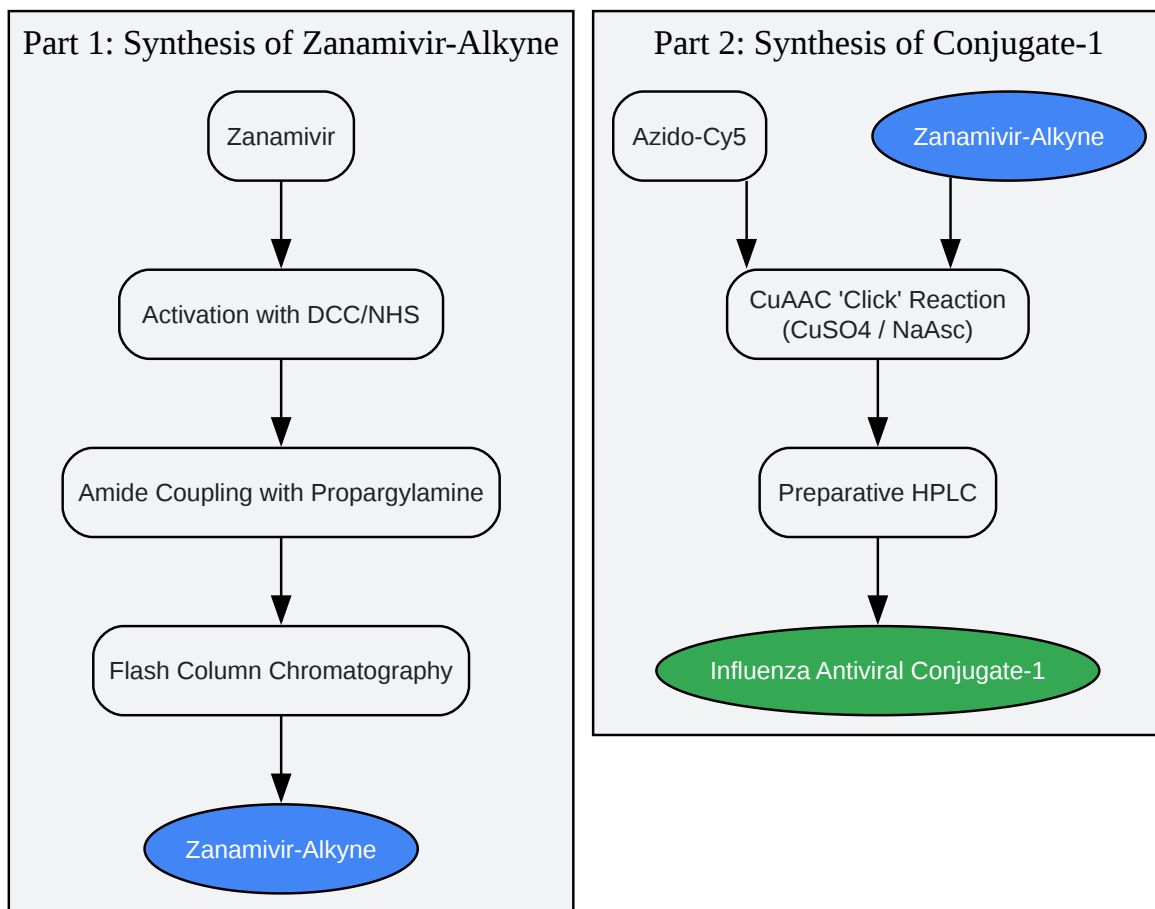 Part 1: Synthesis of Zanamivir-Alkyne
Zanamivir
Activation with DCC/NHS
Amide Coupling with Propargylamine
Flash Column Chromatography
Zanamivir-Alkyne
Part 2: Synthesis of Conjugate-1
Azido-Cy5
Zanamivir-Alkyne
CuAAC 'Click' Reaction
(CuSO4 / NaAsc)
Preparative HPLC
Influenza Antiviral Conjugate-1